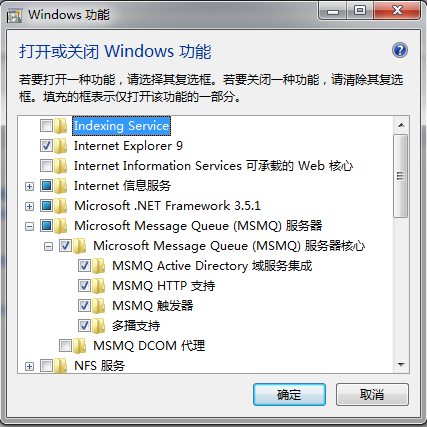 Windows 功能
打开或关闭 Windows 功能
若要打开一种功能，请选择其复选框。若要关闭一种功能，请清除其复选
框。填充的框表示仅打开该功能的一部分。
Indexing Service
Internet Explorer 9
Internet Information Services 可承载的 Web 核心
Internet 信息服务
Microsoft .NET Framework 3.5.1
Microsoft Message Queue (MSMQ) 服务器
Microsoft Message Queue (MSMQ) 服务器核心
MSMQ Active Directory 域服务集成
MSMQ HTTP 支持
MSMQ 触发器
多播支持
MSMQ DCOM 代理
NFS 服务
确定
取消